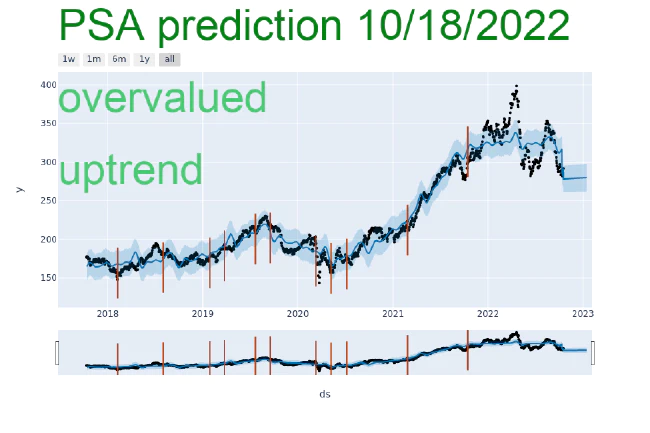 PSA prediction 10/18/2022
1w 1m 6m 1y all
overvalued
uptrend
400
350
300
250
200
150
y
2018 2019 2020 2021 2022 2023
ds